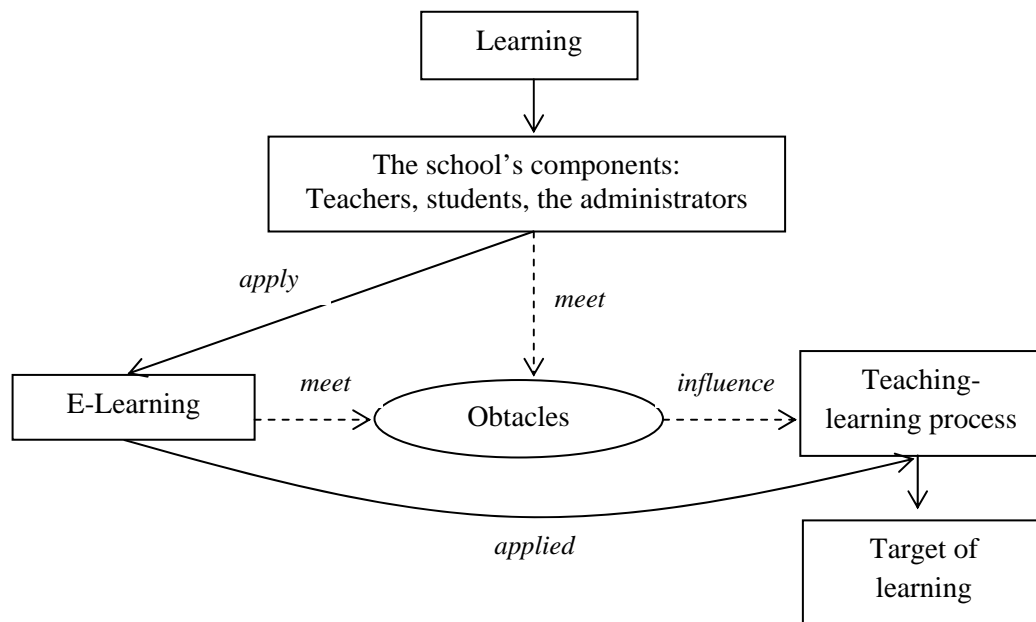 Learning
The school’s components:
Teachers, students, the administrators
apply
meet
E-Learning
meet
Obtacles
influence
Teaching-
learning process
applied
Target of
learning